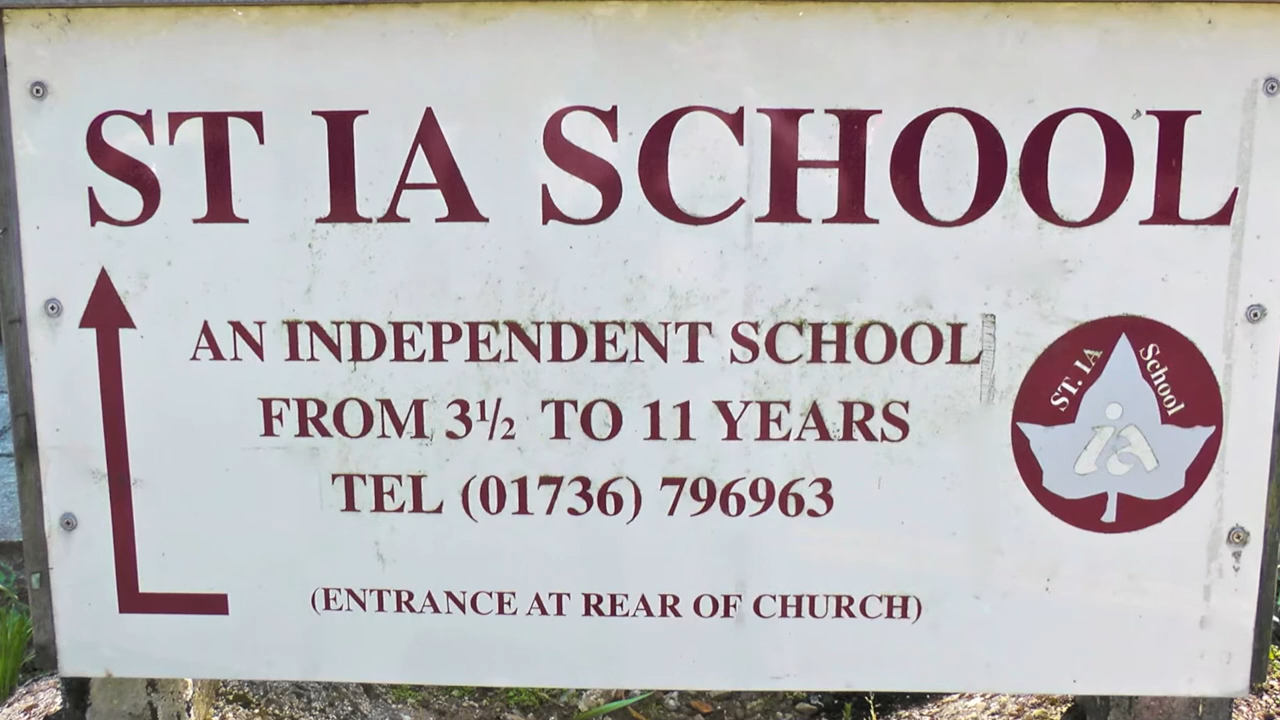 ST IA SCHOOL
AN INDEPENDENT SCHOOL
FROM 3½ TO 11 YEARS
TEL (01736) 796963
(ENTRANCE AT REAR OF CHURCH)
ST. IA School
ia